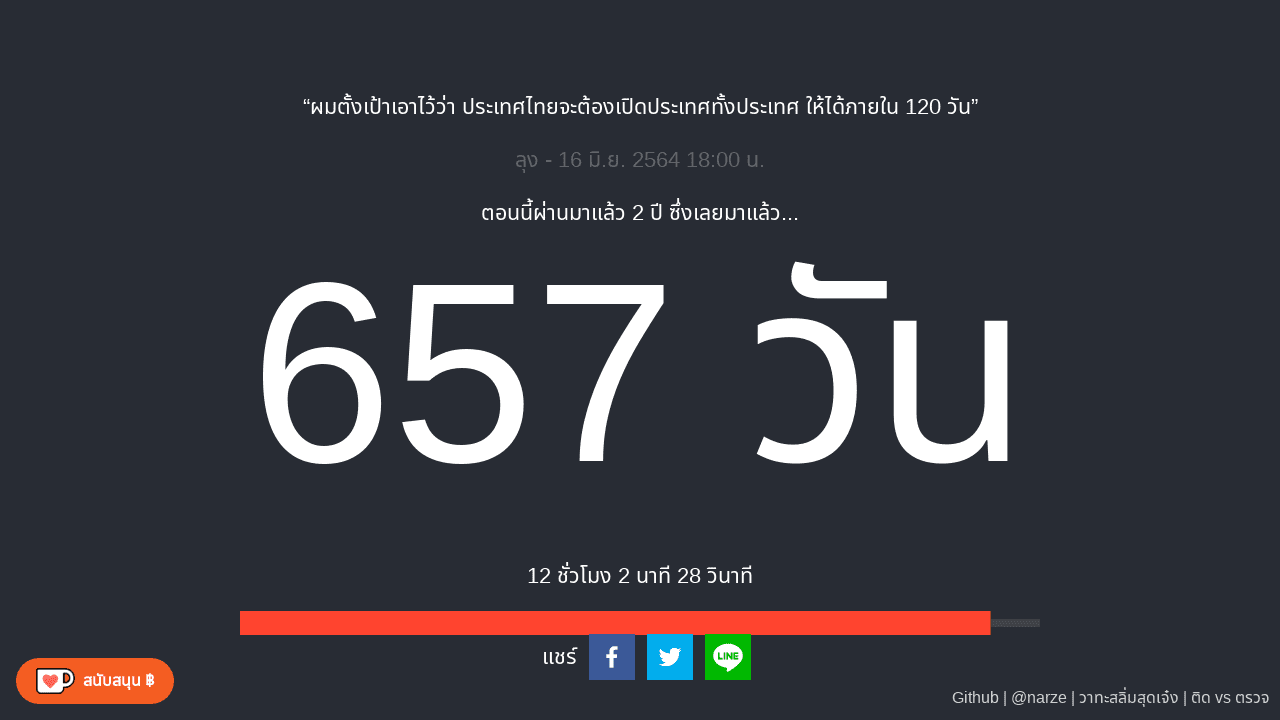 “ผมตั้งเป้าเอาไว้ว่า ประเทศไทยจะต้องเปิดประเทศทั้งประเทศ ให้ได้ภายใน 120 วัน”
ลุง - 16 มิ.ย. 2564 18:00 น.
ตอนนี้ผ่านมาแล้ว 2 ปี ซึ่งเลยมาแล้ว...
657 วัน
12 ชั่วโมง 2 นาที 28 วินาที
แชร์
LINE
สนับสนุน ฿
Github | @narze | วาทะสลิ่มสุดเจ๋ง | ติด vs ตรวจ